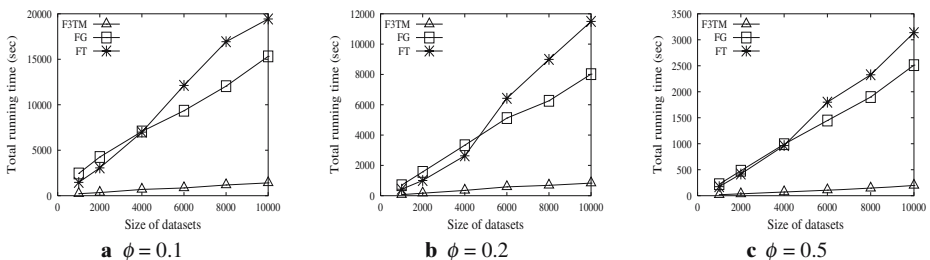 20000
15000
10000
5000
0
Total running time (sec)
F3TM
FG
FT
0 2000 4000 6000 8000 10000
Size of datasets
a ϕ = 0.1
12000
10000
8000
6000
4000
2000
0
Total running time (sec)
F3TM
FG
FT
0 2000 4000 6000 8000 10000
Size of datasets
b ϕ = 0.2
3500
3000
2500
2000
1500
1000
500
0
Total running time (sec)
F3TM
FG
FT
0 2000 4000 6000 8000 10000
Size of datasets
c ϕ = 0.5